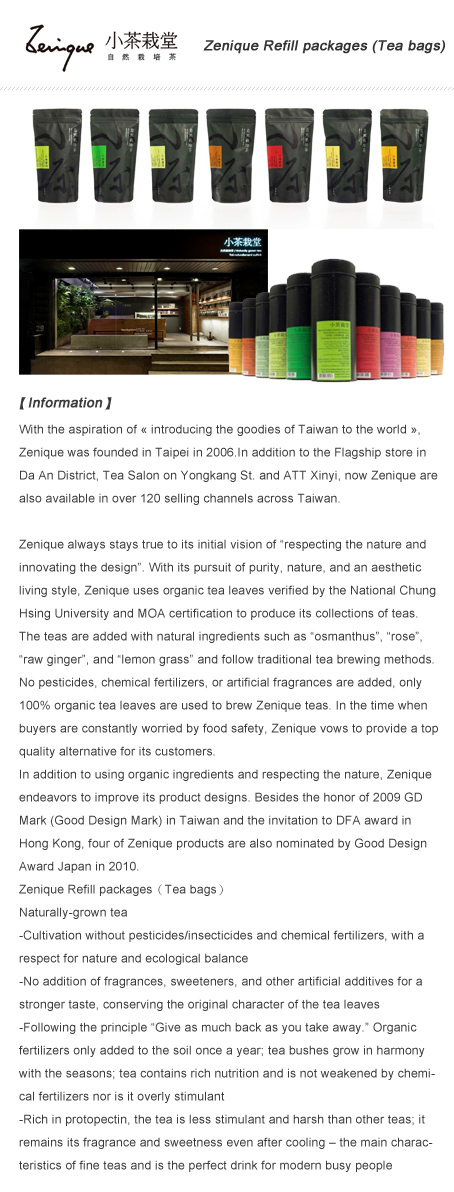 Zenique 小茶栽堂 Zenique Refill packages (Tea bags)
自然栽培茶
小茶栽堂
小茶栽堂
【 Information 】
With the aspiration of « introducing the goodies of Taiwan to the world »,
Zenique was founded in Taipei in 2006.In addition to the Flagship store in
Da An District, Tea Salon on Yongkang St. and ATT Xinyi, now Zenique are
also available in over 120 selling channels across Taiwan.
Zenique always stays true to its initial vision of “respecting the nature and
innovating the design”. With its pursuit of purity, nature, and an aesthetic
living style, Zenique uses organic tea leaves verified by the National Chung
Hsing University and MOA certification to produce its collections of teas.
The teas are added with natural ingredients such as “osmanthus”, “rose”,
“raw ginger”, and “lemon grass” and follow traditional tea brewing methods.
No pesticides, chemical fertilizers, or artificial fragrances are added, only
100% organic tea leaves are used to brew Zenique teas. In the time when
buyers are constantly worried by food safety, Zenique vows to provide a top
quality alternative for its customers.
In addition to using organic ingredients and respecting the nature, Zenique
endeavors to improve its product designs. Besides the honor of 2009 GD
Mark (Good Design Mark) in Taiwan and the invitation to DFA award in
Hong Kong, four of Zenique products are also nominated by Good Design
Award Japan in 2010.
Zenique Refill packages（Tea bags）
Naturally-grown tea
-Cultivation without pesticides/insecticides and chemical fertilizers, with a
respect for nature and ecological balance
-No addition of fragrances, sweeteners, and other artificial additives for a
stronger taste, conserving the original character of the tea leaves
-Following the principle “Give as much back as you take away.” Organic
fertilizers only added to the soil once a year; tea bushes grow in harmony
with the seasons; tea contains rich nutrition and is not weakened by chemi-
cal fertilizers nor is it overly stimulant
-Rich in protopectin, the tea is less stimulant and harsh than other teas; it
remains its fragrance and sweetness even after cooling – the main charac-
teristics of fine teas and is the perfect drink for modern busy people